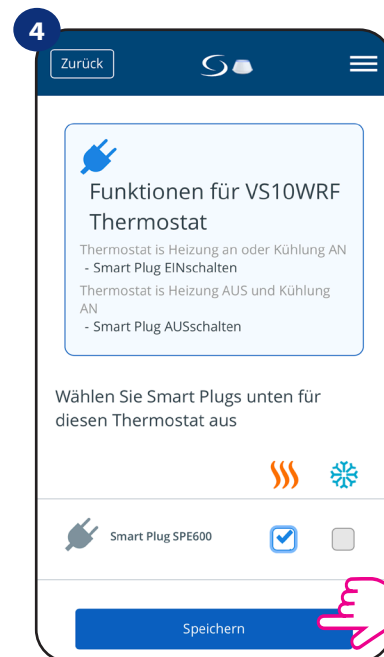 4
Zurück
Funktionen für VS10WRF
Thermostat
Thermostat is Heizung an oder Kühlung AN
- Smart Plug EINschalten
Thermostat is Heizung AUS und Kühlung
AN
- Smart Plug AUSschalten
Wählen Sie Smart Plugs unten für
diesen Thermostat aus
Smart Plug SPE600
Speichern